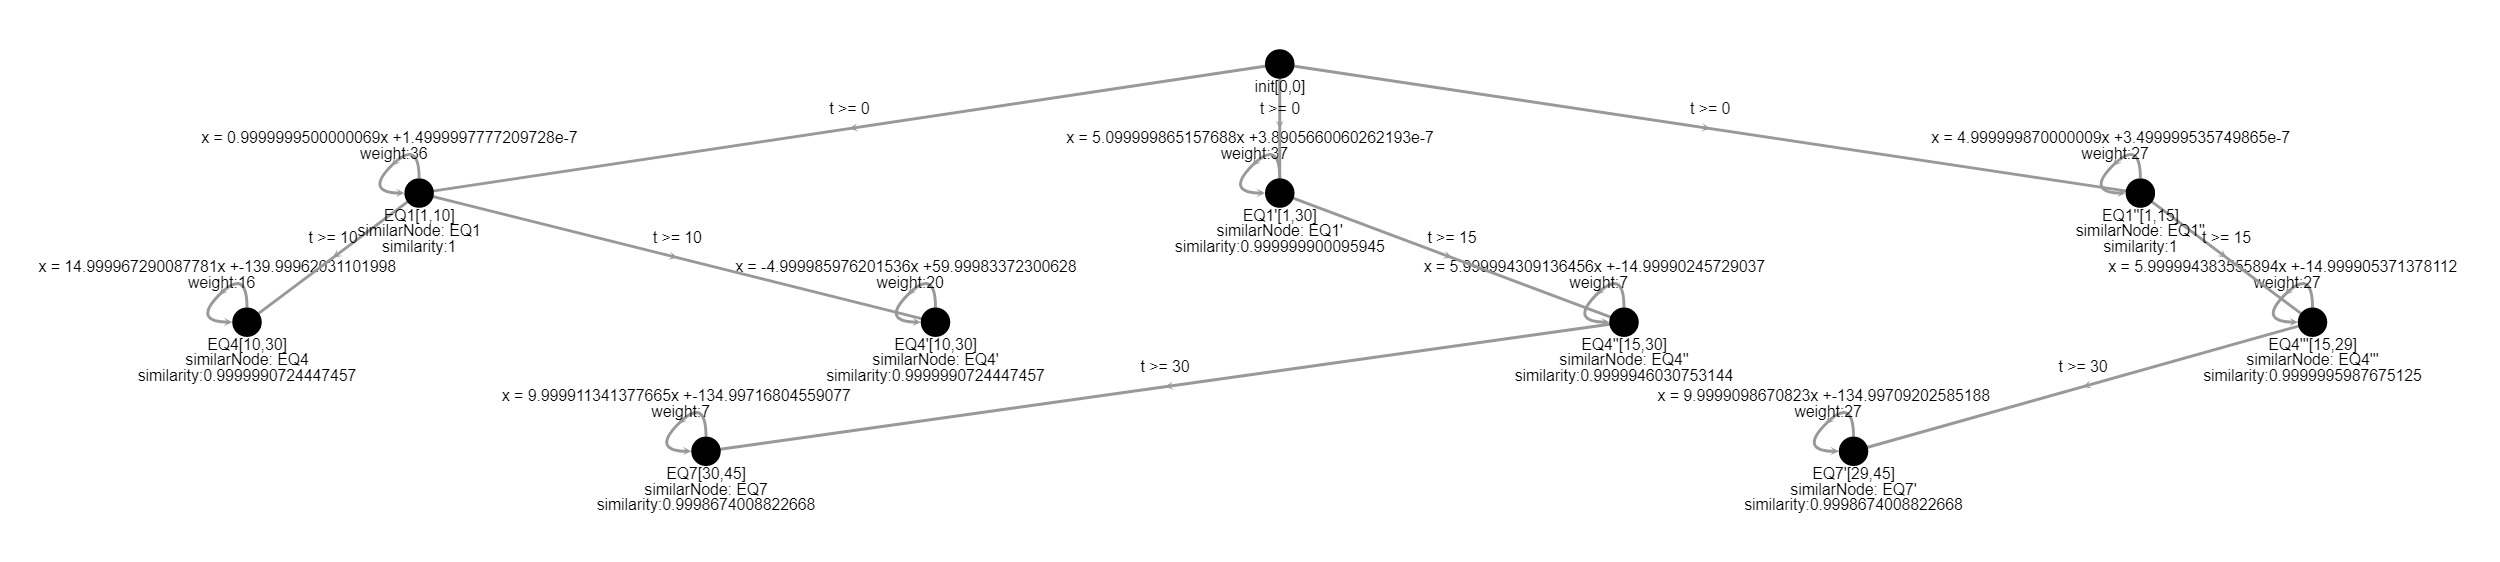 init[0,0]
t >= 0
t >= 0
t >= 0
x = 0.9999999500000069x +1.4999997777209728e-7
weight:36
x = 5.099999865157688x +3.8905660060262193e-7
weight:37
x = 4.999999870000009x +3.499999535749865e-7
weight:27
EQ1[1,10]
similarNode: EQ1
similarity:1
EQ1'[1,30]
similarNode: EQ1'
similarity:0.999999900095945
EQ1''[1,15]
similarNode: EQ1''
similarity:1
t >= 10
t >= 10
t >= 15
t >= 15
x = 14.999967290087781x +-139.99962031101998
weight:16
x = -4.999985976201536x +59.99983372300628
weight:20
x = 5.999994309136456x +-14.99990245729037
weight:7
x = 5.999994383555894x +-14.999905371378112
weight:27
EQ4[10,30]
similarNode: EQ4
similarity:0.9999990724447457
EQ4'[10,30]
similarNode: EQ4'
similarity:0.9999990724447457
EQ4''[15,30]
similarNode: EQ4''
similarity:0.9999946030753144
EQ4'''[15,29]
similarNode: EQ4'''
similarity:0.9999995987675125
t >= 30
t >= 30
x = 9.999911341377665x +-134.99716804559077
weight:7
x = 9.9999098670823x +-134.99709202585188
weight:27
EQ7[30,45]
similarNode: EQ7
similarity:0.9998674008822668
EQ7'[29,45]
similarNode: EQ7'
similarity:0.9998674008822668